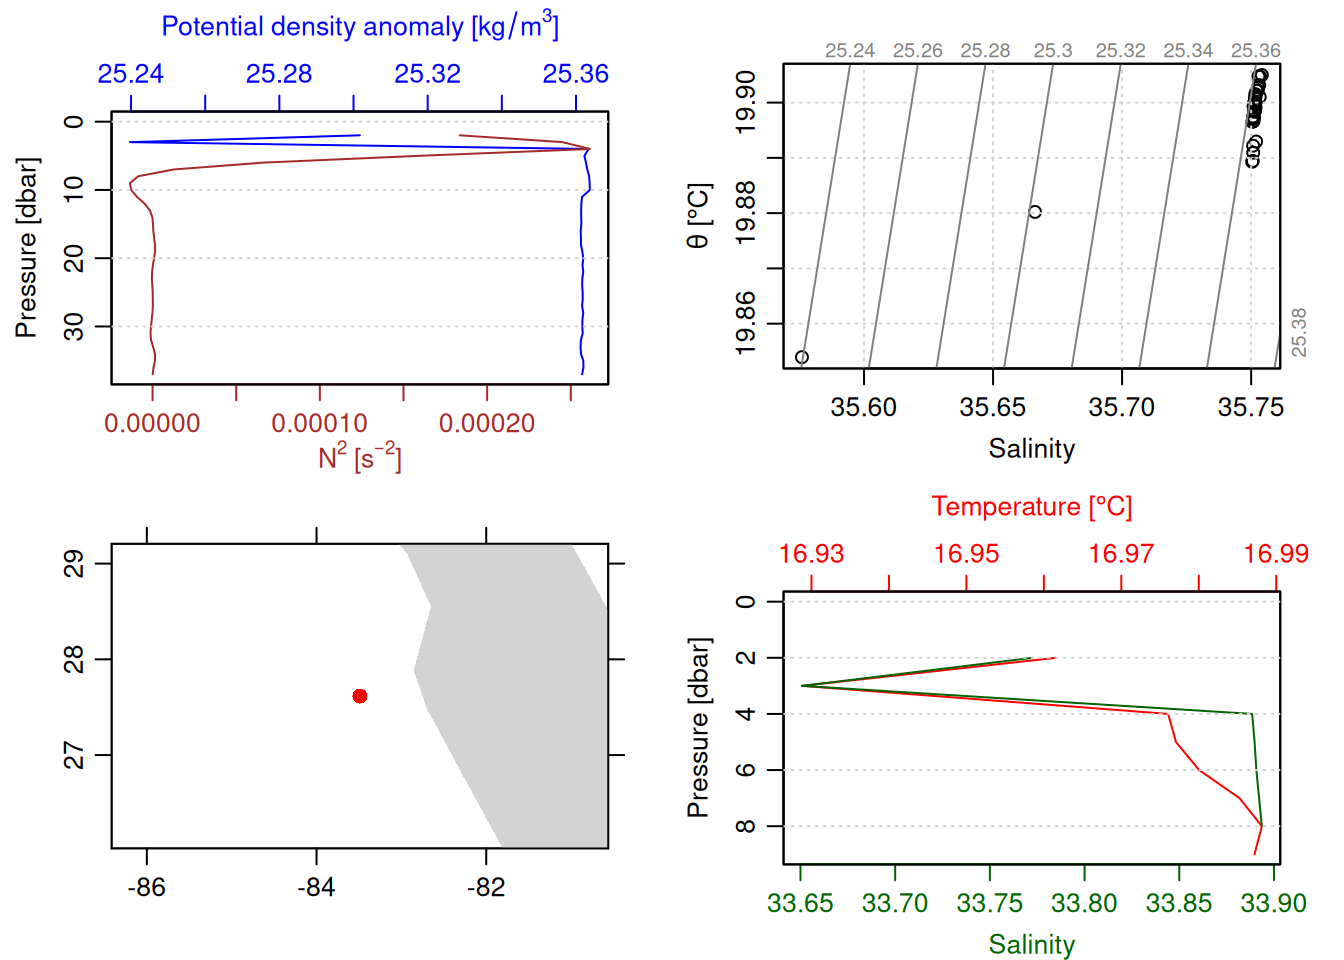 Potential density anomaly [kg/m3]
25.24 25.28 25.32 25.36
0
10
20
30
Pressure [dbar]
0.00000 0.00010 0.00020
N2 [s−2]
25.24 25.26 25.28 25.3 25.32 25.34 25.36
19.90
19.88
19.86
θ [°C]
25.38
35.60 35.65 35.70 35.75
Salinity
29
28
27
-86 -84 -82
Temperature [°C]
16.93 16.95 16.97 16.99
0
2
4
6
8
Pressure [dbar]
33.65 33.70 33.75 33.80 33.85 33.90
Salinity